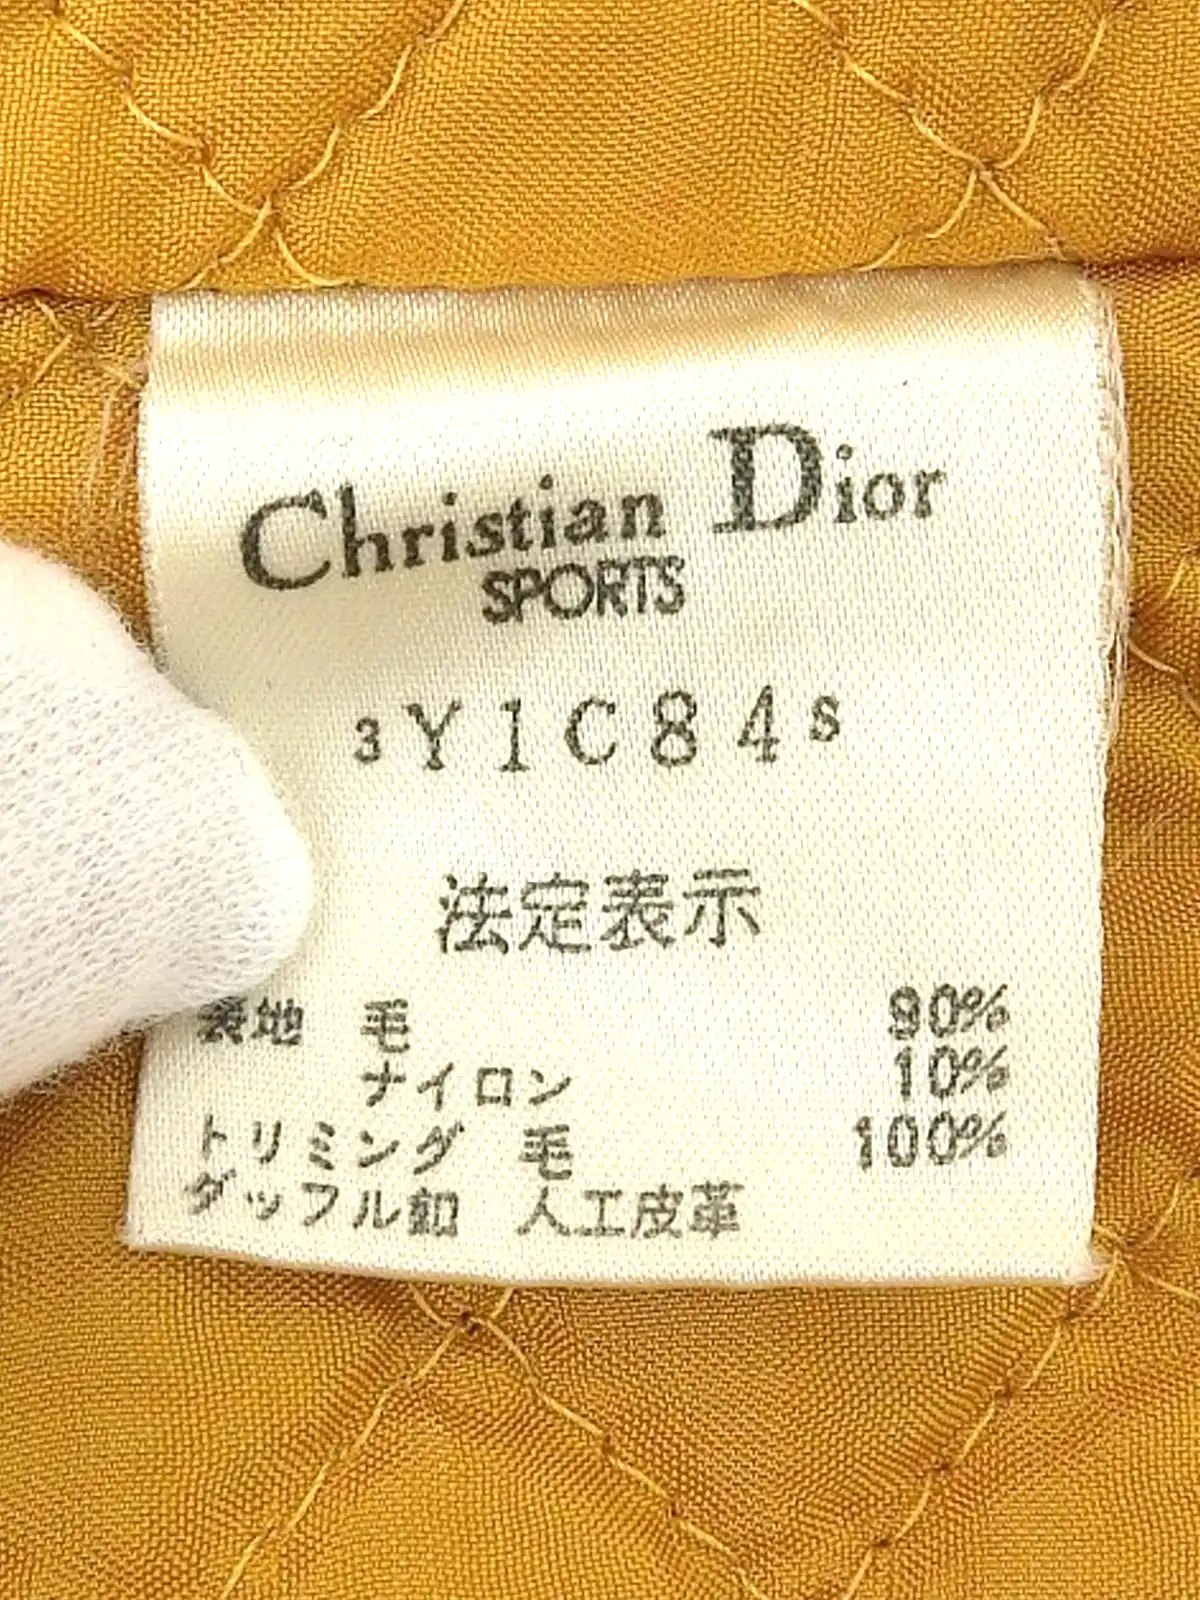 Christian Dior
SPORTS
3Y1C84s
法定表示
表地 毛 90%
ナイロン 10%
トリミング 毛 100%
ダッフル釦 人工皮革